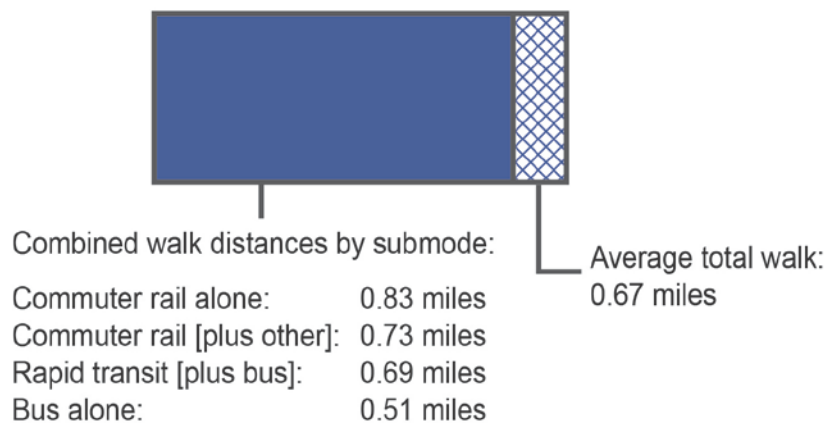 Combined walk distances by submode:
Commuter rail alone: 0.83 miles
Commuter rail [plus other]: 0.73 miles
Rapid transit [plus bus]: 0.69 miles
Bus alone: 0.51 miles
Average total walk:
0.67 miles